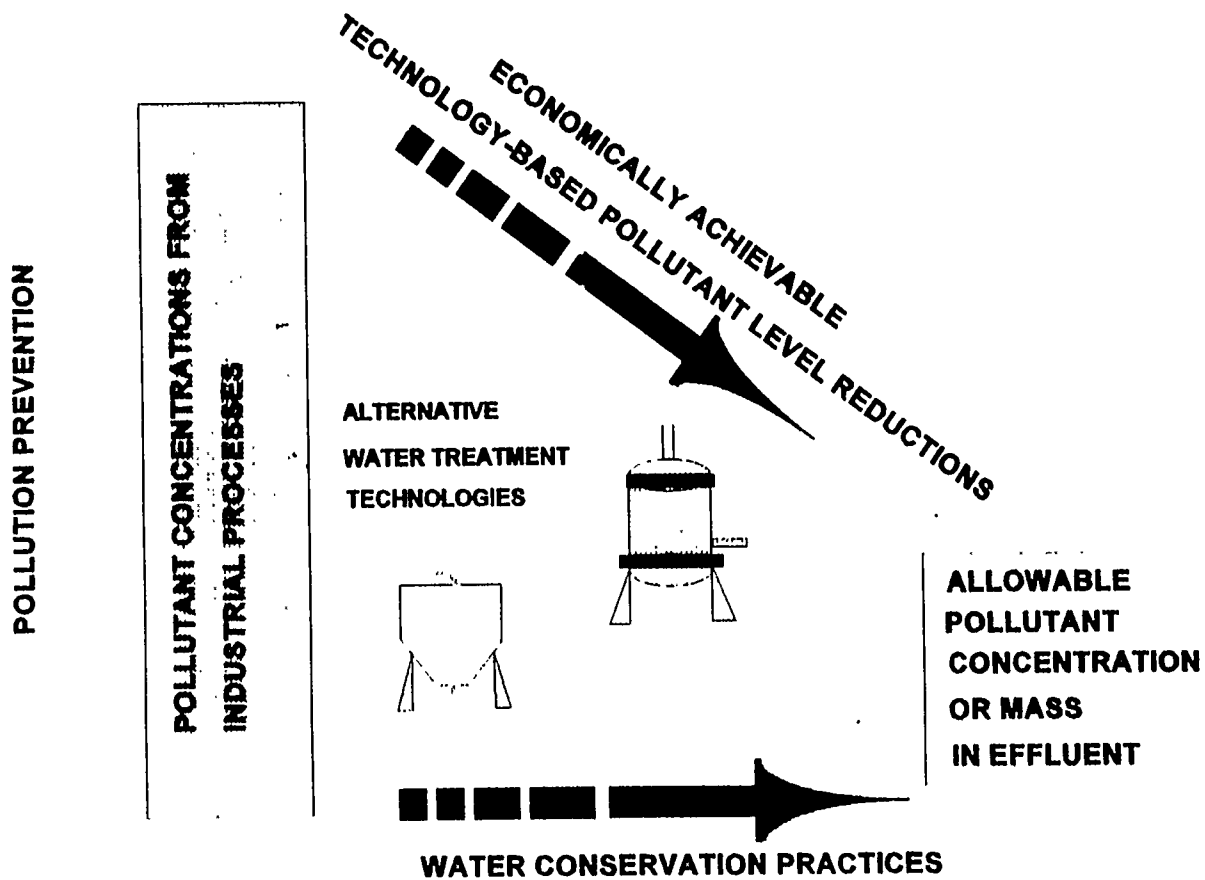 POLLUTION PREVENTION
POLLUTANT CONCENTRATIONS FROM
INDUSTRIAL PROCESSES
ECONOMICALLY ACHIEVABLE
TECHNOLOGY-BASED POLLUTANT LEVEL REDUCTIONS
ALTERNATIVE
WATER TREATMENT
TECHNOLOGIES
ALLOWABLE
POLLUTANT
CONCENTRATION
OR MASS
IN EFFLUENT
WATER CONSERVATION PRACTICES